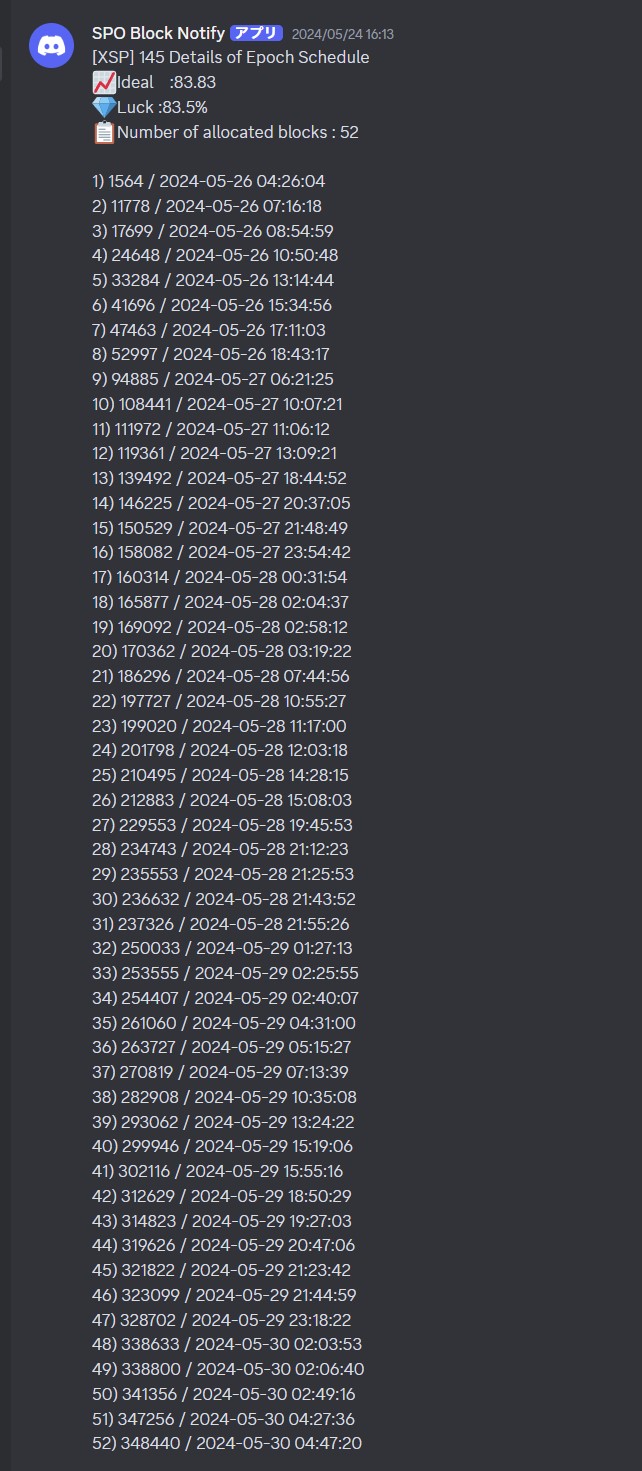 SPO Block Notify アプリ 2024/05/24 16:13
[XSP] 145 Details of Epoch Schedule
Ideal :83.83
Luck :83.5%
Number of allocated blocks : 52
1) 1564 / 2024-05-26 04:26:04
2) 11778 / 2024-05-26 07:16:18
3) 17699 / 2024-05-26 08:54:59
4) 24648 / 2024-05-26 10:50:48
5) 33284 / 2024-05-26 13:14:44
6) 41696 / 2024-05-26 15:34:56
7) 47463 / 2024-05-26 17:11:03
8) 52997 / 2024-05-26 18:43:17
9) 94885 / 2024-05-27 06:21:25
10) 108441 / 2024-05-27 10:07:21
11) 111972 / 2024-05-27 11:06:12
12) 119361 / 2024-05-27 13:09:21
13) 139492 / 2024-05-27 18:44:52
14) 146225 / 2024-05-27 20:37:05
15) 150529 / 2024-05-27 21:48:49
16) 158082 / 2024-05-27 23:54:42
17) 160314 / 2024-05-28 00:31:54
18) 165877 / 2024-05-28 02:04:37
19) 169092 / 2024-05-28 02:58:12
20) 170362 / 2024-05-28 03:19:22
21) 186296 / 2024-05-28 07:44:56
22) 197727 / 2024-05-28 10:55:27
23) 199020 / 2024-05-28 11:17:00
24) 201798 / 2024-05-28 12:03:18
25) 210495 / 2024-05-28 14:28:15
26) 212883 / 2024-05-28 15:08:03
27) 229553 / 2024-05-28 19:45:53
28) 234743 / 2024-05-28 21:12:23
29) 235553 / 2024-05-28 21:25:53
30) 236632 / 2024-05-28 21:43:52
31) 237326 / 2024-05-28 21:55:26
32) 250033 / 2024-05-29 01:27:13
33) 253555 / 2024-05-29 02:25:55
34) 254407 / 2024-05-29 02:40:07
35) 261060 / 2024-05-29 04:31:00
36) 263727 / 2024-05-29 05:15:27
37) 270819 / 2024-05-29 07:13:39
38) 282908 / 2024-05-29 10:35:08
39) 293062 / 2024-05-29 13:24:22
40) 299946 / 2024-05-29 15:19:06
41) 302116 / 2024-05-29 15:55:16
42) 312629 / 2024-05-29 18:50:29
43) 314823 / 2024-05-29 19:27:03
44) 319626 / 2024-05-29 20:47:06
45) 321822 / 2024-05-29 21:23:42
46) 323099 / 2024-05-29 21:44:59
47) 328702 / 2024-05-29 23:18:22
48) 338633 / 2024-05-30 02:03:53
49) 338800 / 2024-05-30 02:06:40
50) 341356 / 2024-05-30 02:49:16
51) 347256 / 2024-05-30 04:27:36
52) 348440 / 2024-05-30 04:47:20